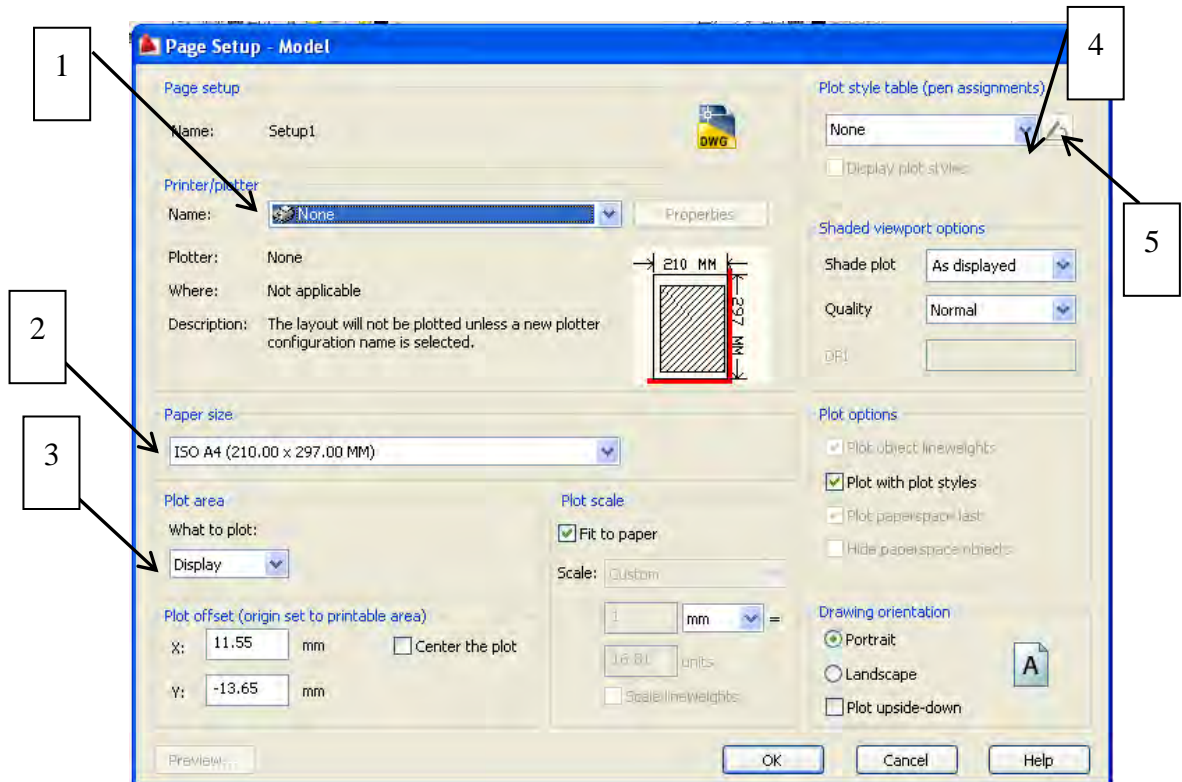 1
4
Page Setup - Model
Page setup
Name: Setup1
DWG
Plot style table (pen assignments)
None
Display plot styles
5
Printer/plotter
Name: None Properties
Plotter: None
Where: Not applicable
Description: The layout will not be plotted unless a new plotter
configuration name is selected.
210 MM
297 MM
Shaded viewport options
Shade plot As displayed
Quality Normal
DPI
2
Paper size
ISO A4 (210.00 x 297.00 MM)
3
Plot area
What to plot:
Display
Plot scale
Fit to paper
Scale: Custom
1 mm =
16.81 units
Scale lineweights
Plot offset (origin set to printable area)
X: 11.55 mm Center the plot
Y: -13.65 mm
Plot options
Plot object lineweights
Plot with plot styles
Plot paperspace last
Hide paperspace objects
Drawing orientation
Portrait
Landscape
A
Plot upside-down
Preview...
OK Cancel Help